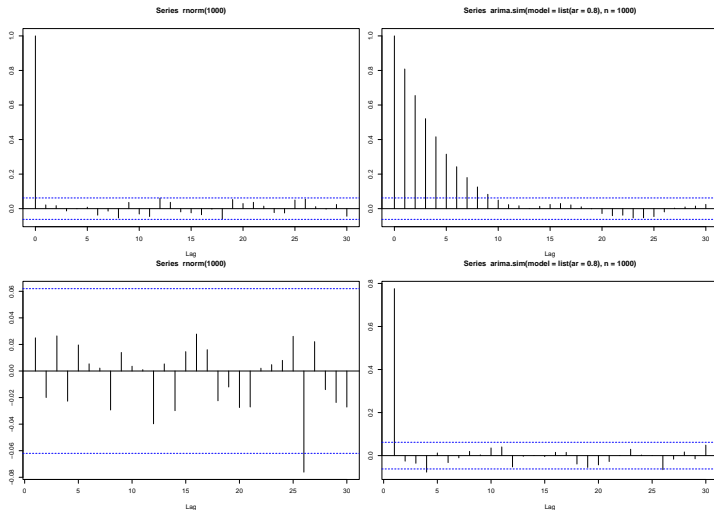 Series rnorm(1000)
1.0
0.8
0.6
0.4
0.2
0.0
0 5 10 15 20 25 30
Lag
Series arima.sim(model = list(ar = 0.8), n = 1000)
1.0
0.8
0.6
0.4
0.2
0.0
0 5 10 15 20 25 30
Lag
Series rnorm(1000)
0.06
0.04
0.02
0.00
−0.02
−0.04
−0.06
−0.08
0 5 10 15 20 25 30
Lag
Series arima.sim(model = list(ar = 0.8), n = 1000)
0.8
0.6
0.4
0.2
0.0
0 5 10 15 20 25 30
Lag